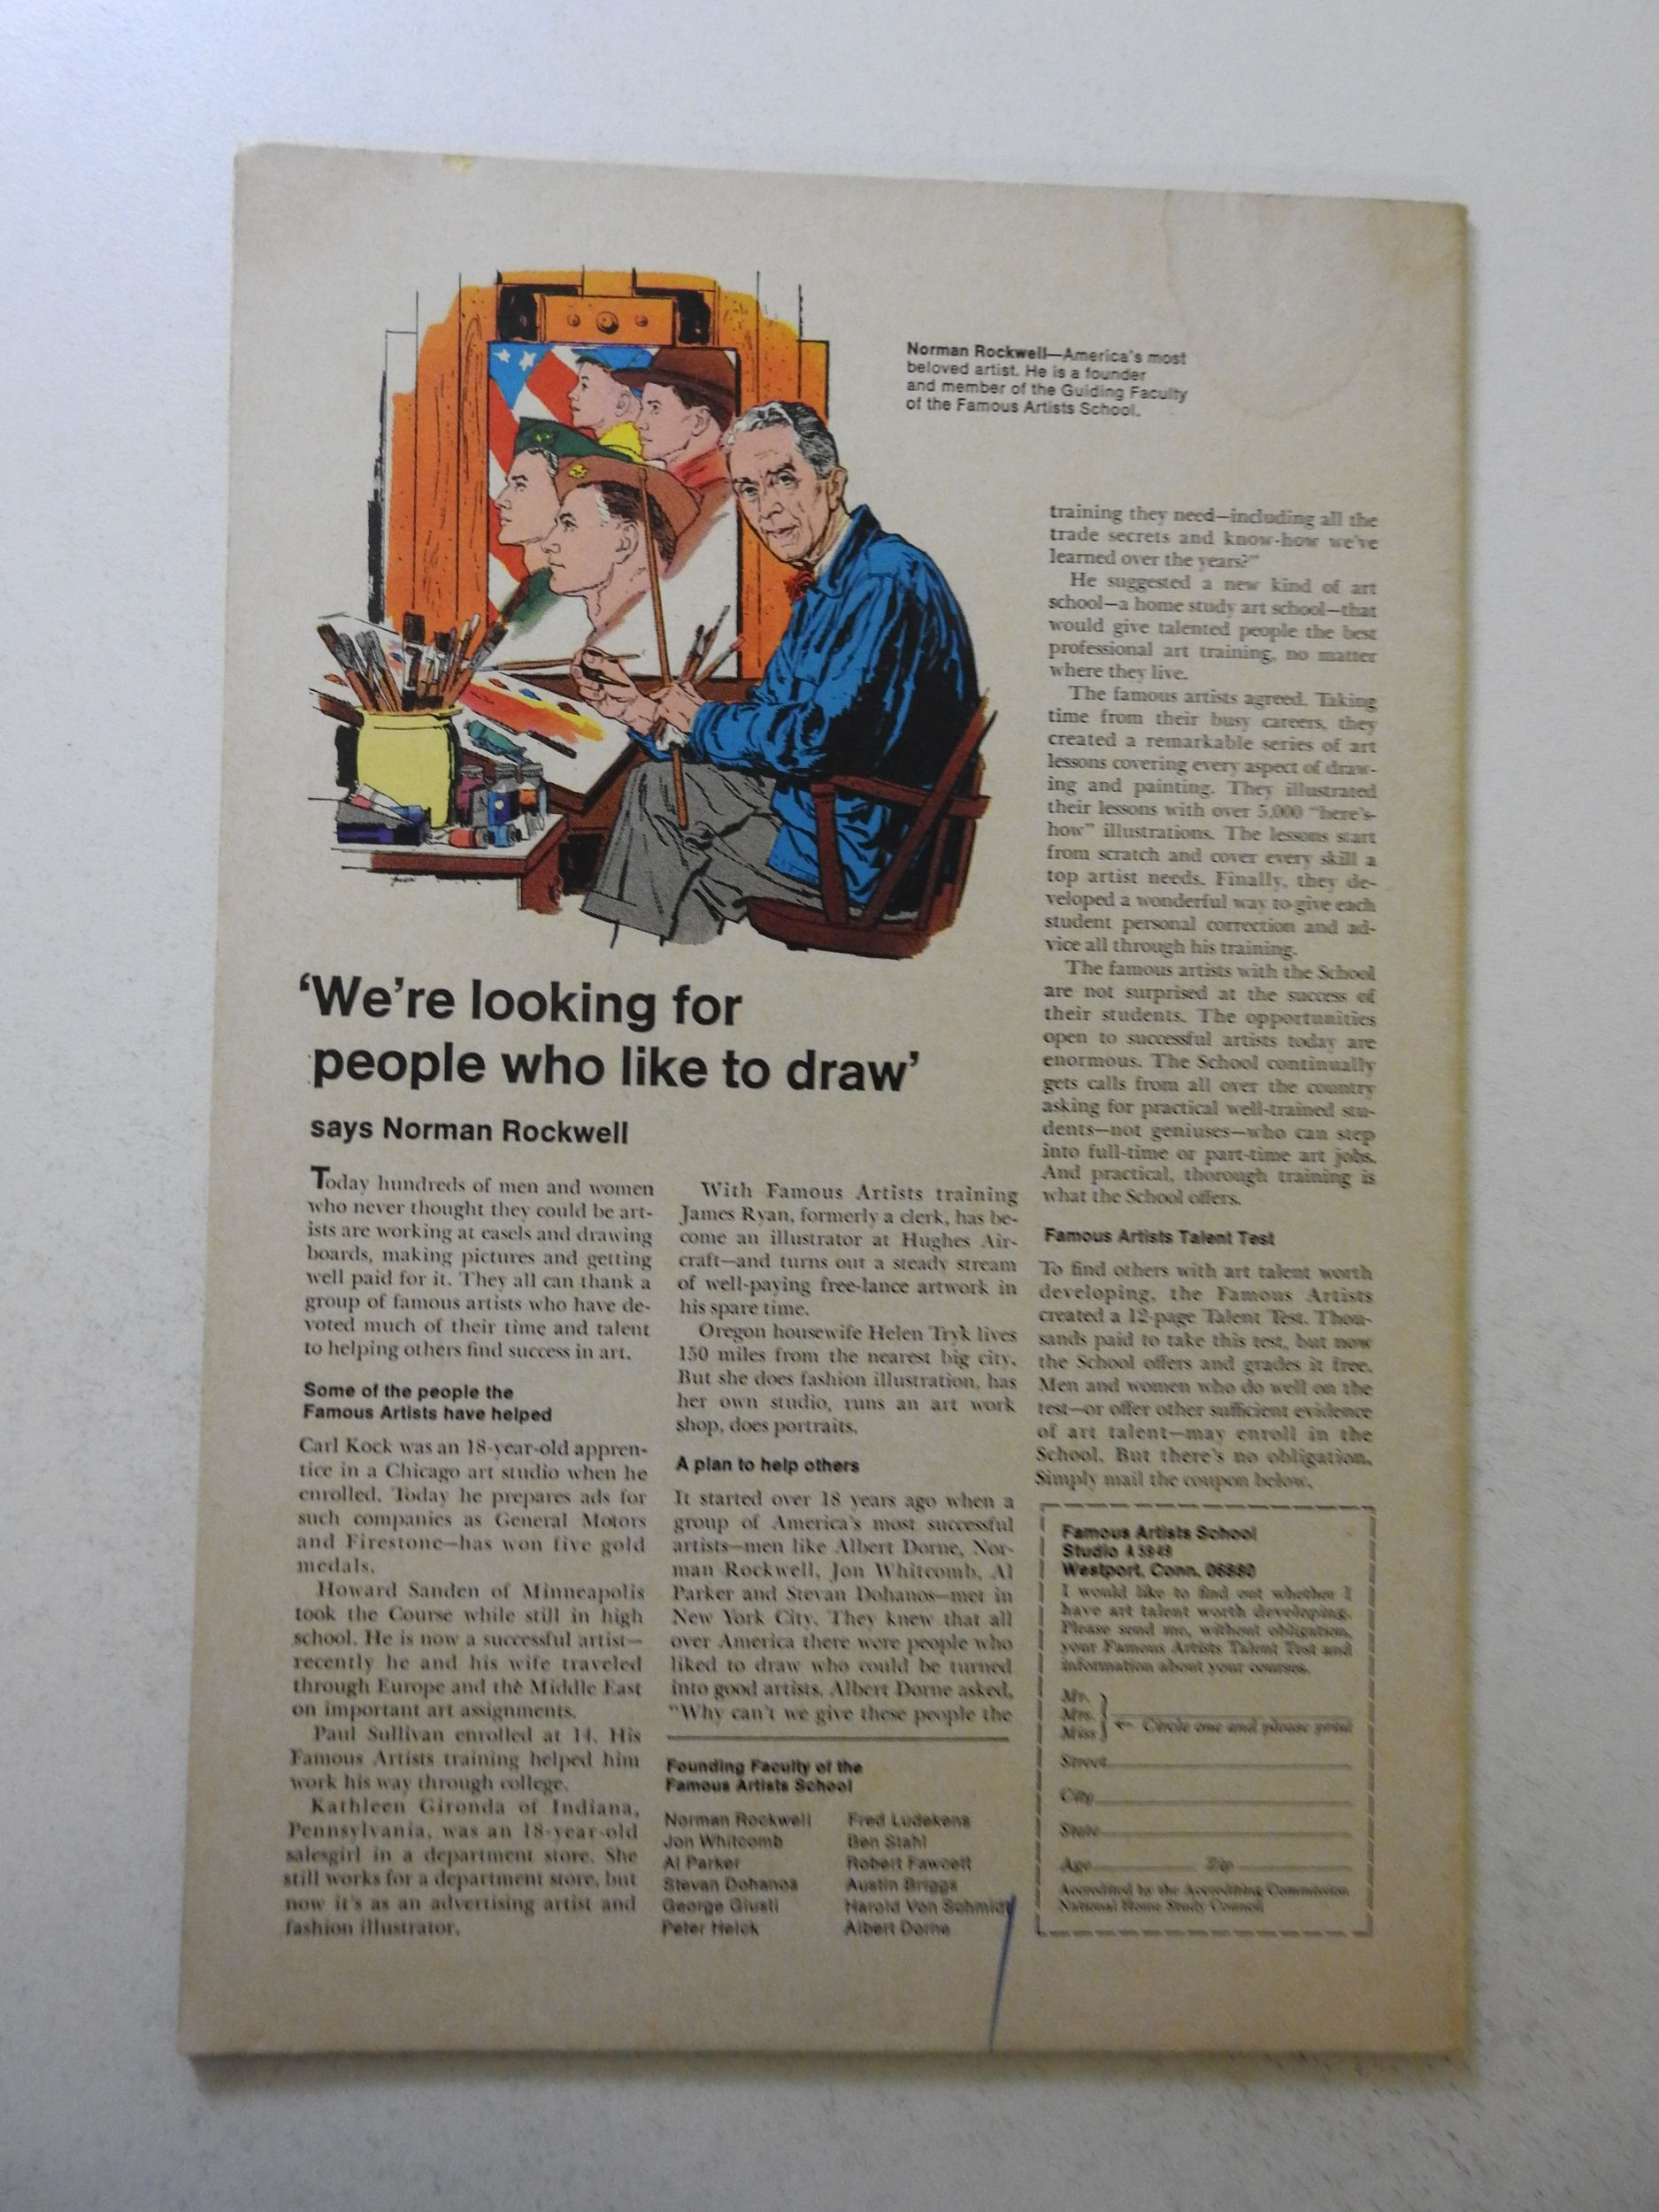 Norman Rockwell—America's most
beloved artist. He is a founder
and member of the Guiding Faculty
of the Famous Artists School.
'We're looking for
people who like to draw'
says Norman Rockwell
Today hundreds of men and women
who never thought they could be art-
ists are working at easels and drawing
boards, making pictures and getting
well paid for it. They all can thank a
group of famous artists who have de-
voted much of their time and talent
to helping others find success in art.
Some of the people the
Famous Artists have helped
Carl Kock was an 18-year-old appren-
tice in a Chicago art studio when he
enrolled. Today he prepares ads for
such companies as General Motors
and Firestone—has won five gold
medals.
Howard Sanden of Minneapolis
took the Course while still in high
school. He is now a successful artist—
recently he and his wife traveled
through Europe and the Middle East
on important art assignments.
Paul Sullivan enrolled at 14. His
Famous Artists training helped him
work his way through college.
Kathleen Gironda of Indiana,
Pennsylvania, was an 18-year-old
salesgirl in a department store. She
still works for a department store, but
now it's as an advertising artist and
fashion illustrator.
With Famous Artists training
James Ryan, formerly a clerk, has be-
come an illustrator at Hughes Air-
craft—and turns out a steady stream
of well-paying free-lance artwork in
his spare time.
Oregon housewife Helen Tryk lives
150 miles from the nearest big city.
But she does fashion illustration, has
her own studio, runs an art work
shop, does portraits.
A plan to help others
It started over 18 years ago when a
group of America's most successful
artists—men like Albert Dorne, Nor-
man Rockwell, Jon Whitcomb, Al
Parker and Stevan Dohanos—met in
New York City. They knew that all
over America there were people who
liked to draw who could be turned
into good artists. Albert Dorne asked,
"Why can't we give these people the
Founding Faculty of the
Famous Artists School
Norman Rockwell
Jon Whitcomb
Al Parker
Stevan Dohanos
George Giusti
Peter Helck
Fred Ludekens
Ben Stahl
Robert Fawcett
Austin Briggs
Harold Von Schmidt
Albert Dorne
training they need—including all the
trade secrets and know-how we've
learned over the years?"
He suggested a new kind of art
school—a home study art school—that
would give talented people the best
professional art training, no matter
where they live.
The famous artists agreed. Taking
time from their busy careers, they
created a remarkable series of art
lessons covering every aspect of draw-
ing and painting. They illustrated
their lessons with over 5,000 "here's-
how" illustrations. The lessons start
from scratch and cover every skill a
top artist needs. Finally, they de-
veloped a wonderful way to give each
student personal correction and ad-
vice all through his training.
The famous artists with the School
are not surprised at the success of
their students. The opportunities
open to successful artists today are
enormous. The School continually
gets calls from all over the country
asking for practical well-trained stu-
dents—not geniuses—who can step
into full-time or part-time art jobs.
And practical, thorough training is
what the School offers.
Famous Artists Talent Test
To find others with art talent worth
developing, the Famous Artists
created a 12-page Talent Test. Thou-
sands paid to take this test, but now
the School offers and grades it free.
Men and women who do well on the
test—or offer other sufficient evidence
of art talent—may enroll in the
School. But there's no obligation.
Simply mail the coupon below.
Famous Artists School
Studio
Westport, Conn. 06880
I would like to find out whether I
have art talent worth developing.
Please send me, without obligation,
your Famous Artists Talent Test and
information about your courses.
Mr.
Mrs.
Miss
← Circle one and please print
Street
City
State
Age Zip
Accredited by the Accrediting Commission
National Home Study Council